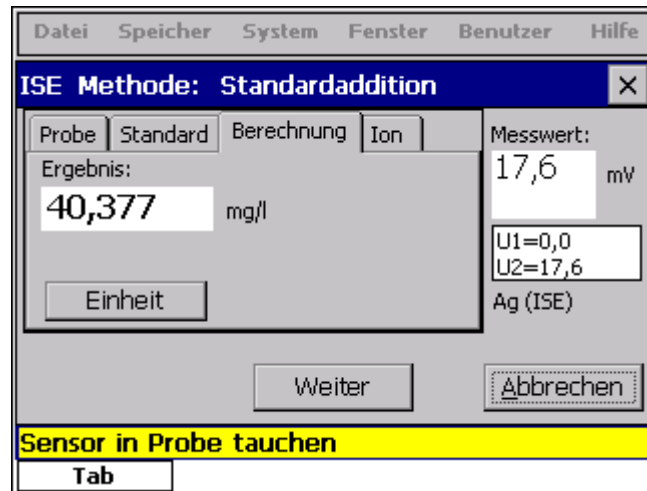 Datei Speicher System Fenster Benutzer Hilfe
ISE Methode: Standardaddition
Probe Standard Berechnung Ion
Messwert:
Ergebnis:
17,6 mV
40,377 mg/l
U1=0,0
U2=17,6
Einheit
Ag (ISE)
Weiter
Abbrechen
Sensor in Probe tauchen
Tab